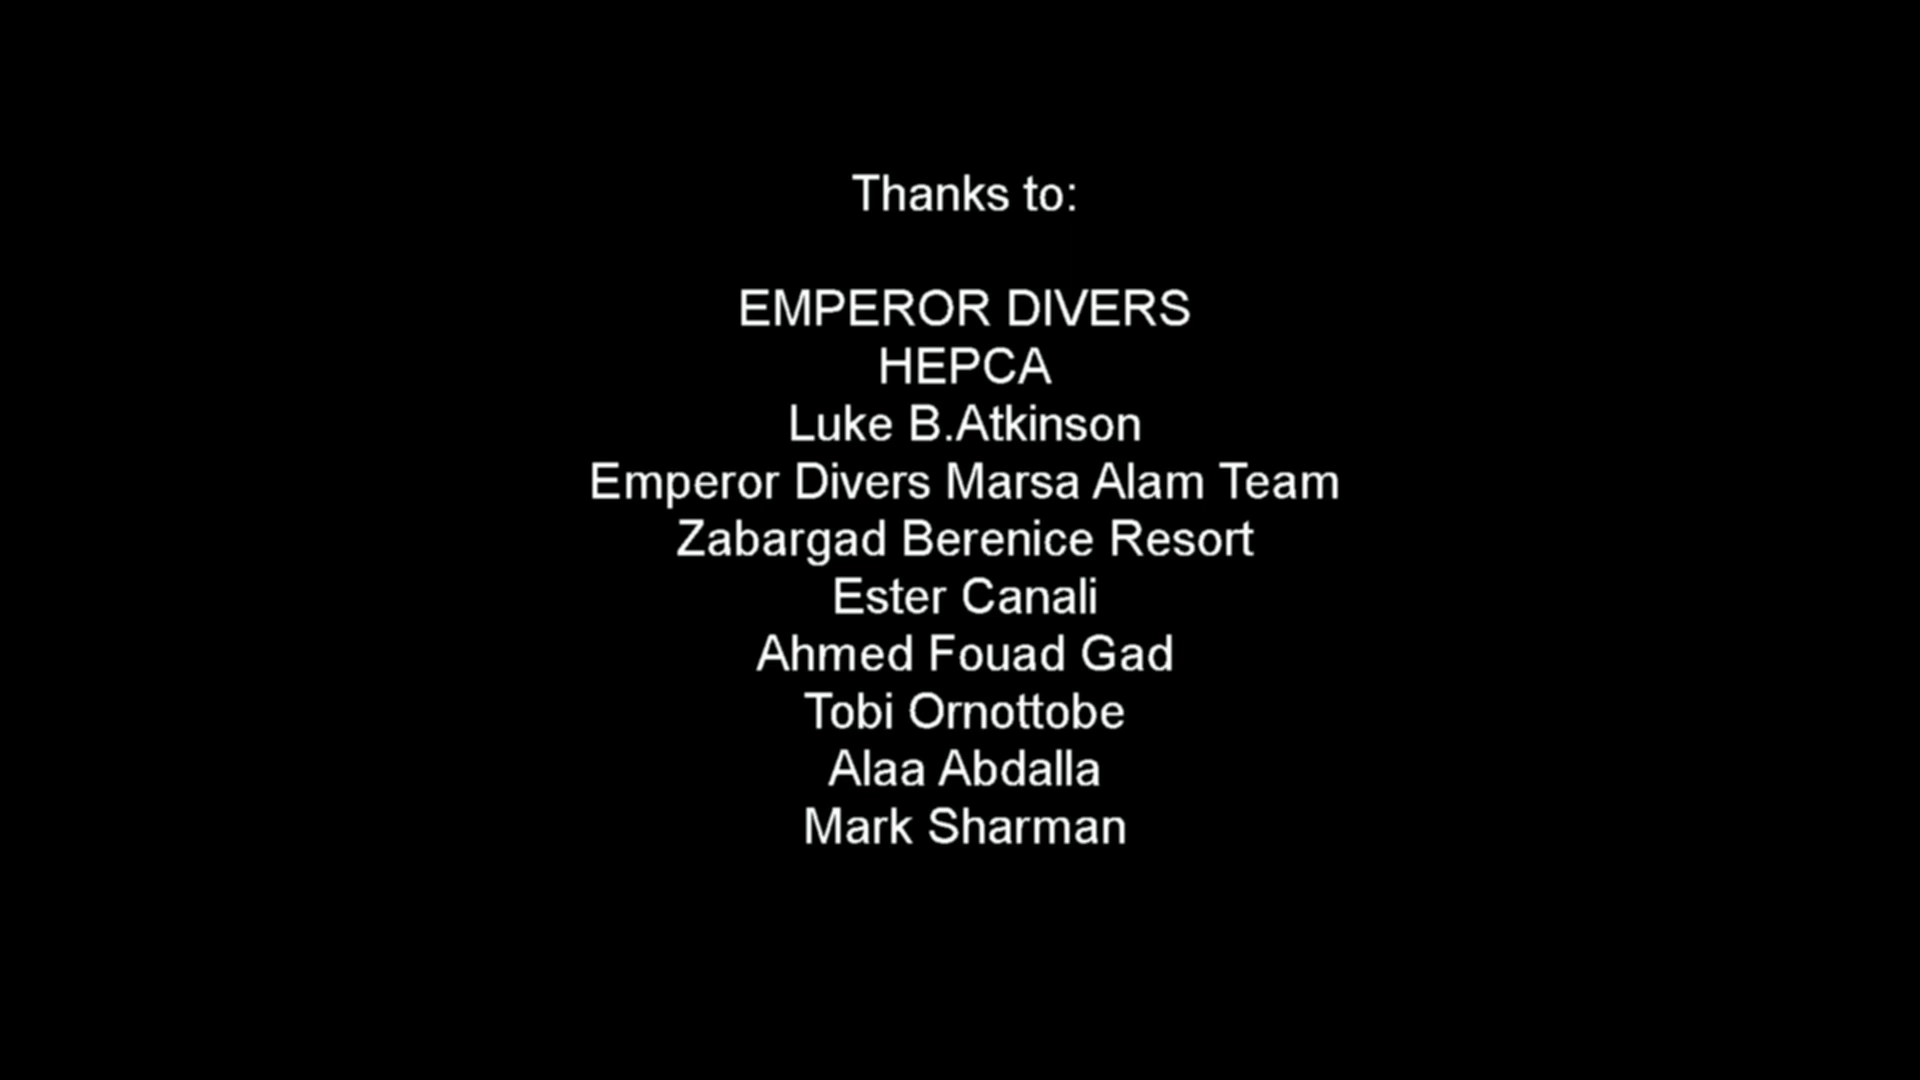 Thanks to:
EMPEROR DIVERS
HEPCA
Luke B.Atkinson
Emperor Divers Marsa Alam Team
Zabargad Berenice Resort
Ester Canali
Ahmed Fouad Gad
Tobi Ornottobe
Alaa Abdalla
Mark Sharman